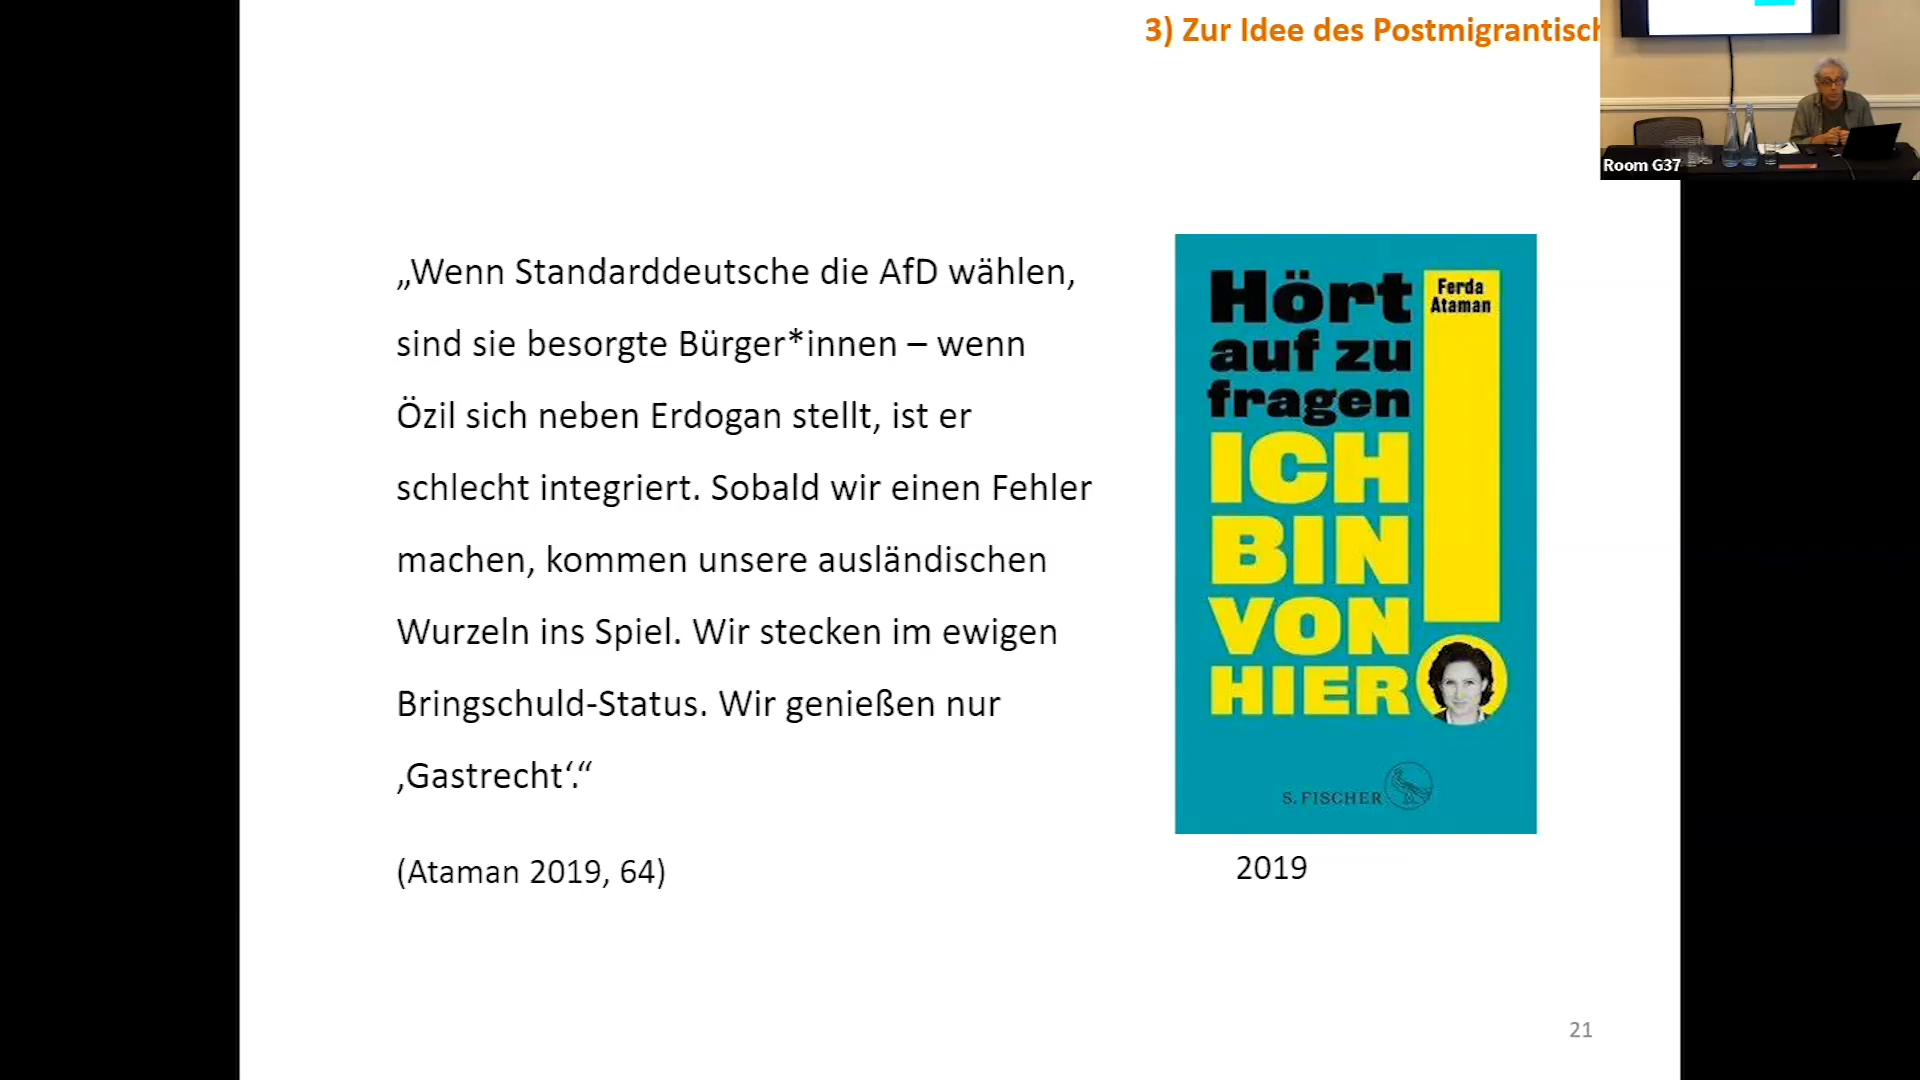 3) Zur Idee des Postmigrantisch
Room G37
„Wenn Standarddeutsche die AfD wählen,
sind sie besorgte Bürger*innen – wenn
Özil sich neben Erdogan stellt, ist er
schlecht integriert. Sobald wir einen Fehler
machen, kommen unsere ausländischen
Wurzeln ins Spiel. Wir stecken im ewigen
Bringschuld-Status. Wir genießen nur
‚Gastrecht‘.“
(Ataman 2019, 64)
Hört
auf zu
fragen
ICH
BIN
VON
HIER
Ferda
Ataman
S. FISCHER
2019
21